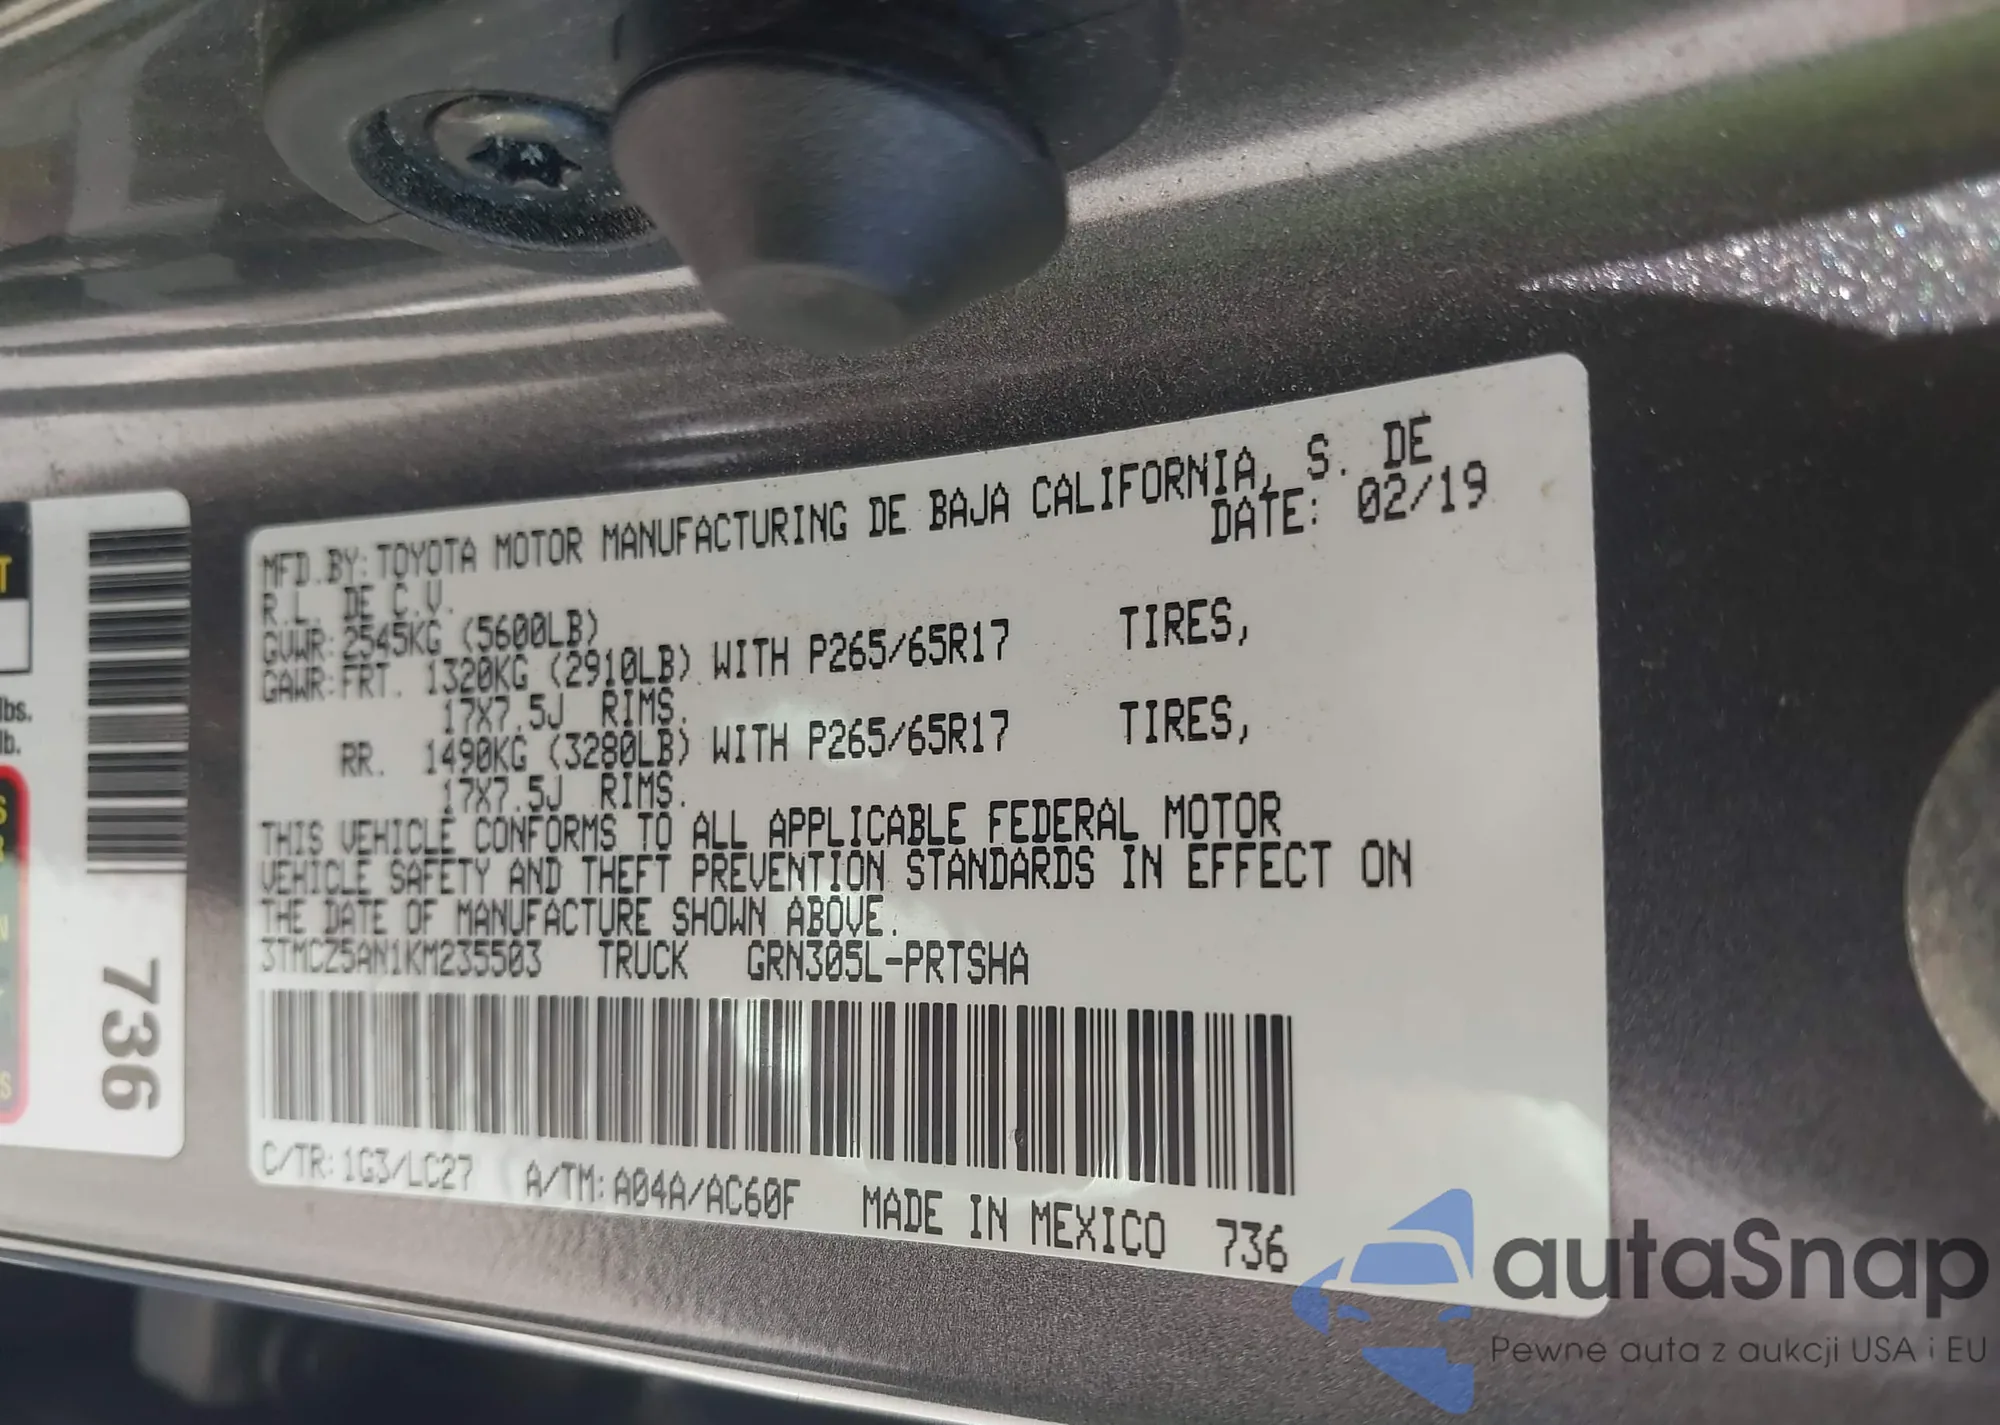 MFD.BY:TOYOTA MOTOR MANUFACTURING DE BAJA CALIFORNIA, S. DE
R.L. DE C.V. DATE: 02/19
GVWR:2545KG (5600LB)
GAWR:FRT. 1320KG (2910LB) WITH P265/65R17 TIRES,
17X7.5J RIMS.
RR. 1490KG (3280LB) WITH P265/65R17 TIRES,
17X7.5J RIMS.
THIS VEHICLE CONFORMS TO ALL APPLICABLE FEDERAL MOTOR
VEHICLE SAFETY AND THEFT PREVENTION STANDARDS IN EFFECT ON
THE DATE OF MANUFACTURE SHOWN ABOVE.
3TMCZ5AN1KM235503 TRUCK GRN305L-PRTSHA
C/TR:1G3/LC27 A/TM:A04A/AC60F MADE IN MEXICO 736
T
lbs.
lb.
S
R
N
S
736
autaSnap
Pewne auta z aukcji USA i EU